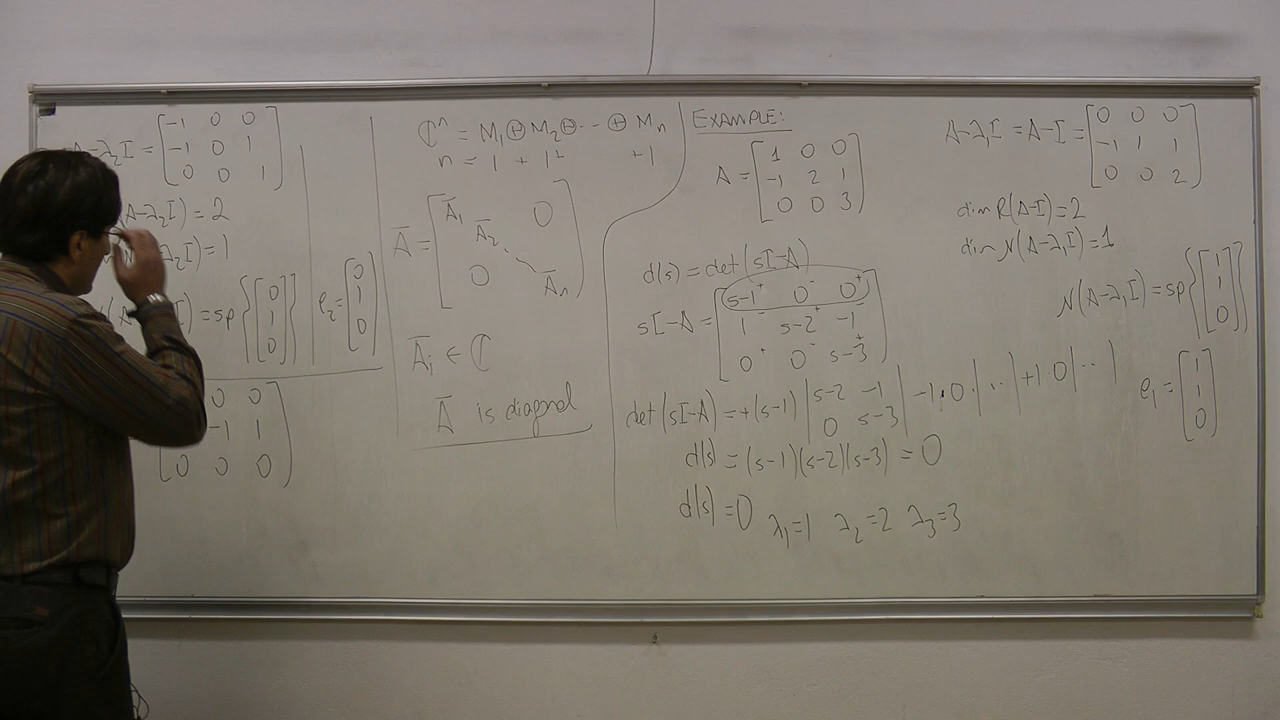 A-λ₂I = [-1 0 0
-1 0 1
0 0 1]
(A-λ₂I) = 2
λ₂I) = 1
(A I) = sp{[0 1 0]}
e₂ = [0 1 0]
0 0
-1 1
0 0 0
ℂⁿ = M₁ ⊕ M₂ ⊕ ... ⊕ Mₙ
n = 1 + 1 +1
Ā = [Ā₁ 0
Ā₂
0 Āₙ]
Āᵢ ∈ ℂ
Ā is diagonal
EXAMPLE:
A = [1 0 0
-1 2 1
0 0 3]
d(s) = det(sI-A)
sI-A = [s-1⁺ 0⁻ 0⁺
1⁻ s-2⁺ -1⁻
0⁺ 0⁻ s-3⁺]
det(sI-A) = +(s-1) |s-2 -1
0 s-3| -1.0.|..| +1.0|..|
d(s) = (s-1)(s-2)(s-3) = 0
d(s) = 0 λ₁=1 λ₂=2 λ₃=3
A-λ₁I = A-I = [0 0 0
-1 1 1
0 0 2]
dim R(A-I) = 2
dim N(A-λ₁I) = 1
N(A-λ₁I) = sp{[1 1 0]}
e₁ = [1 1 0]